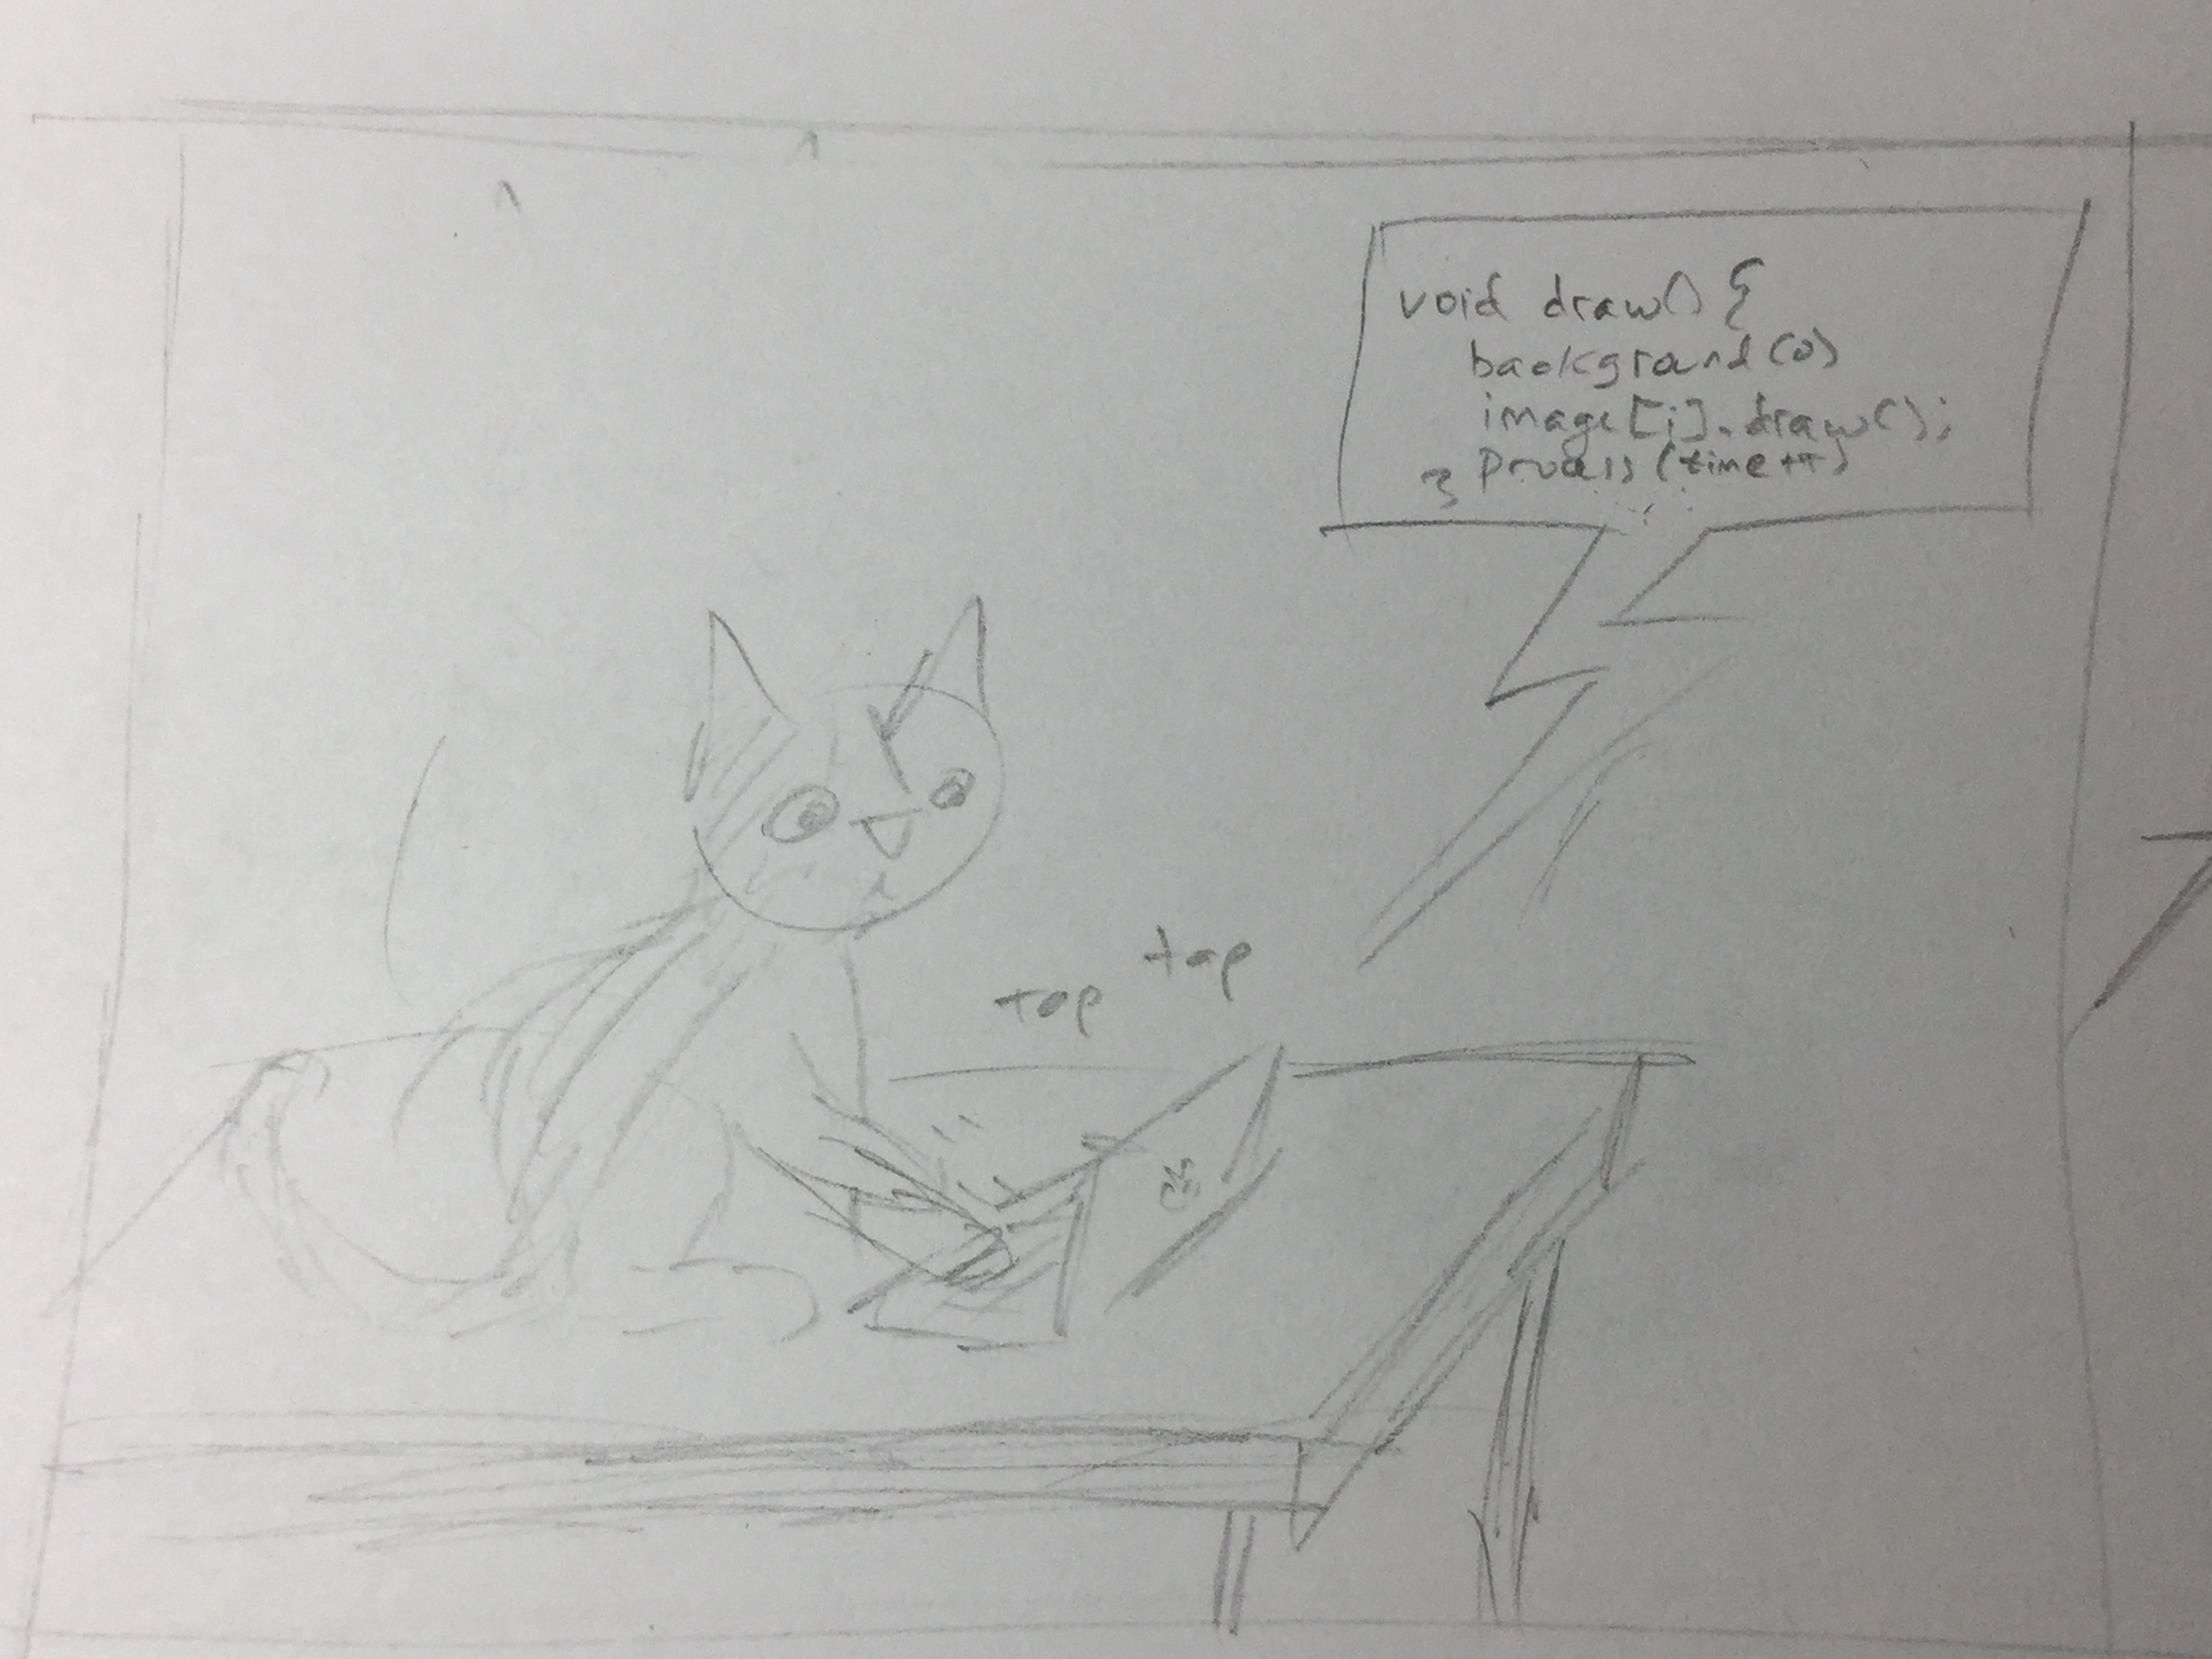 void draw() {
background(0)
image[i].draw();
} Process(time++)
tap
Tap